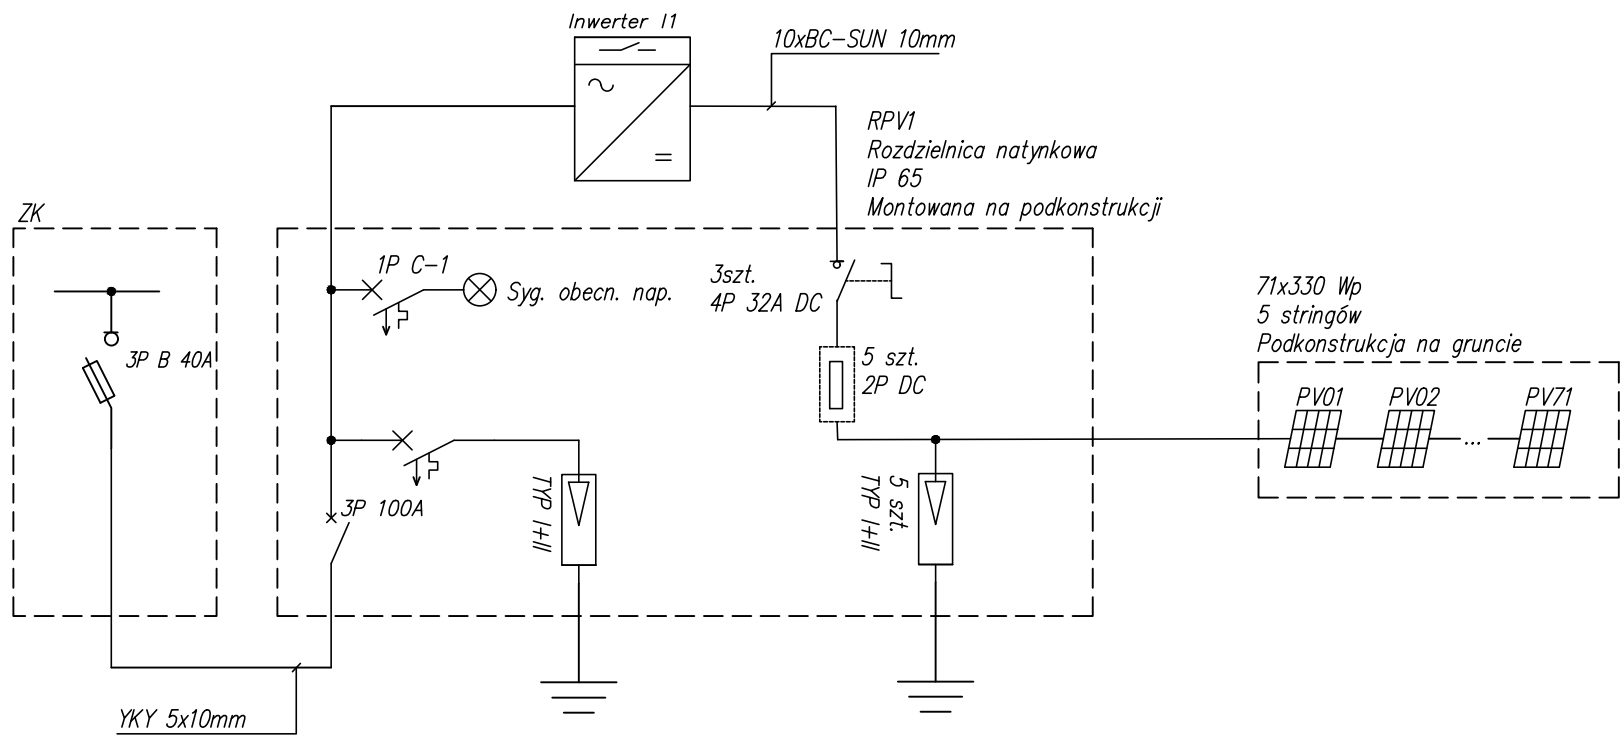 Inwerter I1
10xBC-SUN 10mm
RPV1
Rozdzielnica natynkowa
IP 65
Montowana na podkonstrukcji
ZK
1P C-1
Syg. obecn. nap.
3szt.
4P 32A DC
71x330 Wp
5 stringów
Podkonstrukcja na gruncie
3P B 40A
5 szt.
2P DC
PV01
PV02
...
PV71
3P 100A
TYP I+II
5 szt.
TYP I+II
YKY 5x10mm